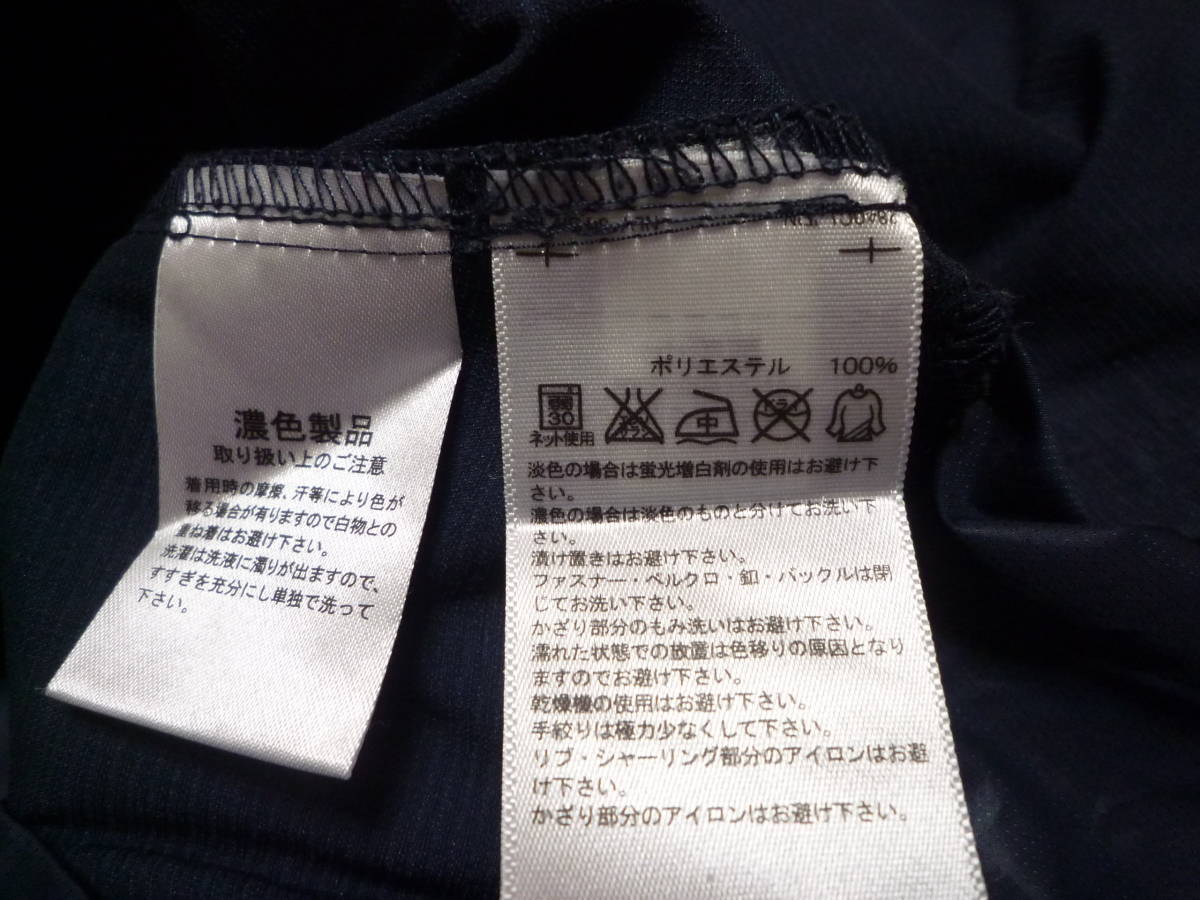 濃色製品
取り扱い上のご注意
着用時の摩擦、汗等により色が
移る場合が有りますので白物との
重ね着はお避け下さい。
洗濯は洗液に濁りが出ますので、
すすぎを充分にし単独で洗って
下さい。
ポリエステル 100%
弱 30 中 ドライ
ネット使用
淡色の場合は蛍光増白剤の使用はお避け下
さい。
濃色の場合は淡色のものと分けてお洗い下
さい。
漬け置きはお避け下さい。
ファスナー・ベルクロ・釦・バックルは閉
じてお洗い下さい。
かざり部分のもみ洗いはお避け下さい。
濡れた状態での放置は色移りの原因となり
ますのでお避け下さい。
乾燥機の使用はお避け下さい。
手絞りは極力少なくして下さい。
リブ・シャーリング部分のアイロンはお避
け下さい。
かざり部分のアイロンはお避け下さい。